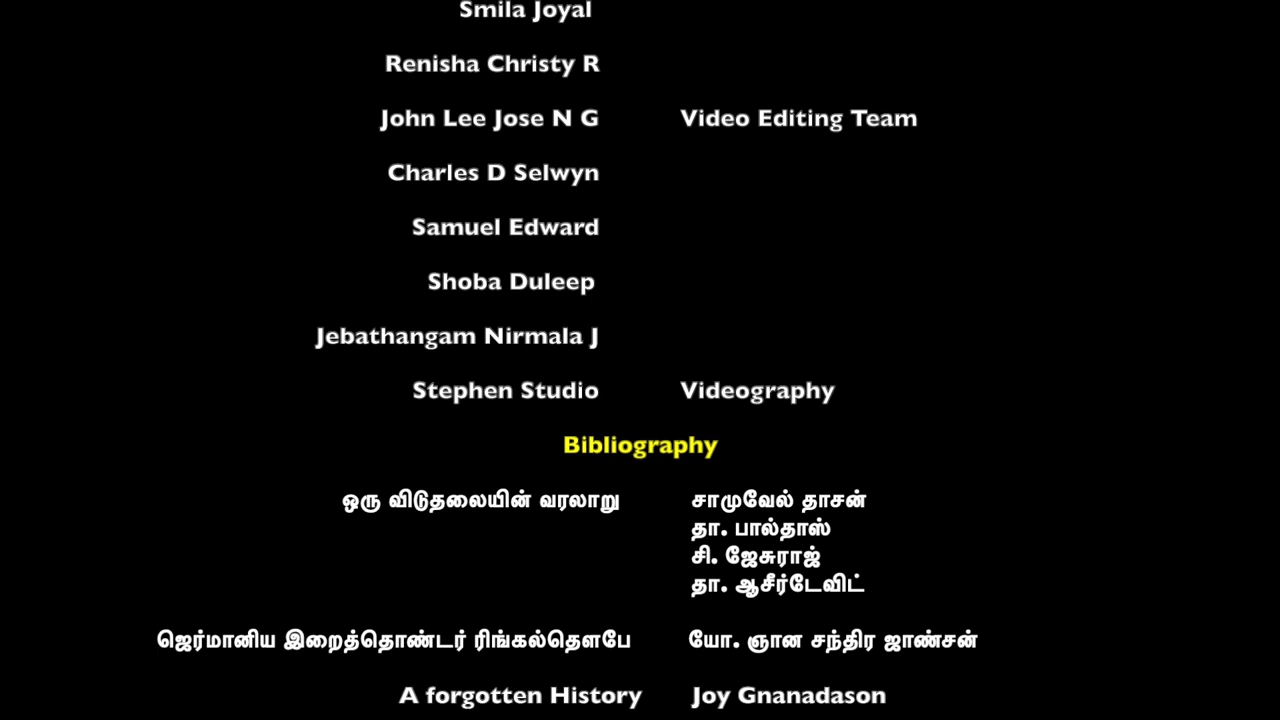 Smila Joyal
Renisha Christy R
John Lee Jose N G Video Editing Team
Charles D Selwyn
Samuel Edward
Shoba Duleep
Jebathangam Nirmala J
Stephen Studio Videography
Bibliography
ஒரு விடுதலையின் வரலாறு சாமுவேல் தாசன்
தா. பால்தாஸ்
சி. ஜேசுராஜ்
தா. ஆசீர்டேவிட்
ஜெர்மானிய இறைத்தொண்டர் ரிங்கல்தௌபே யோ. ஞான சந்திர ஜாண்சன்
A forgotten History Joy Gnanadason